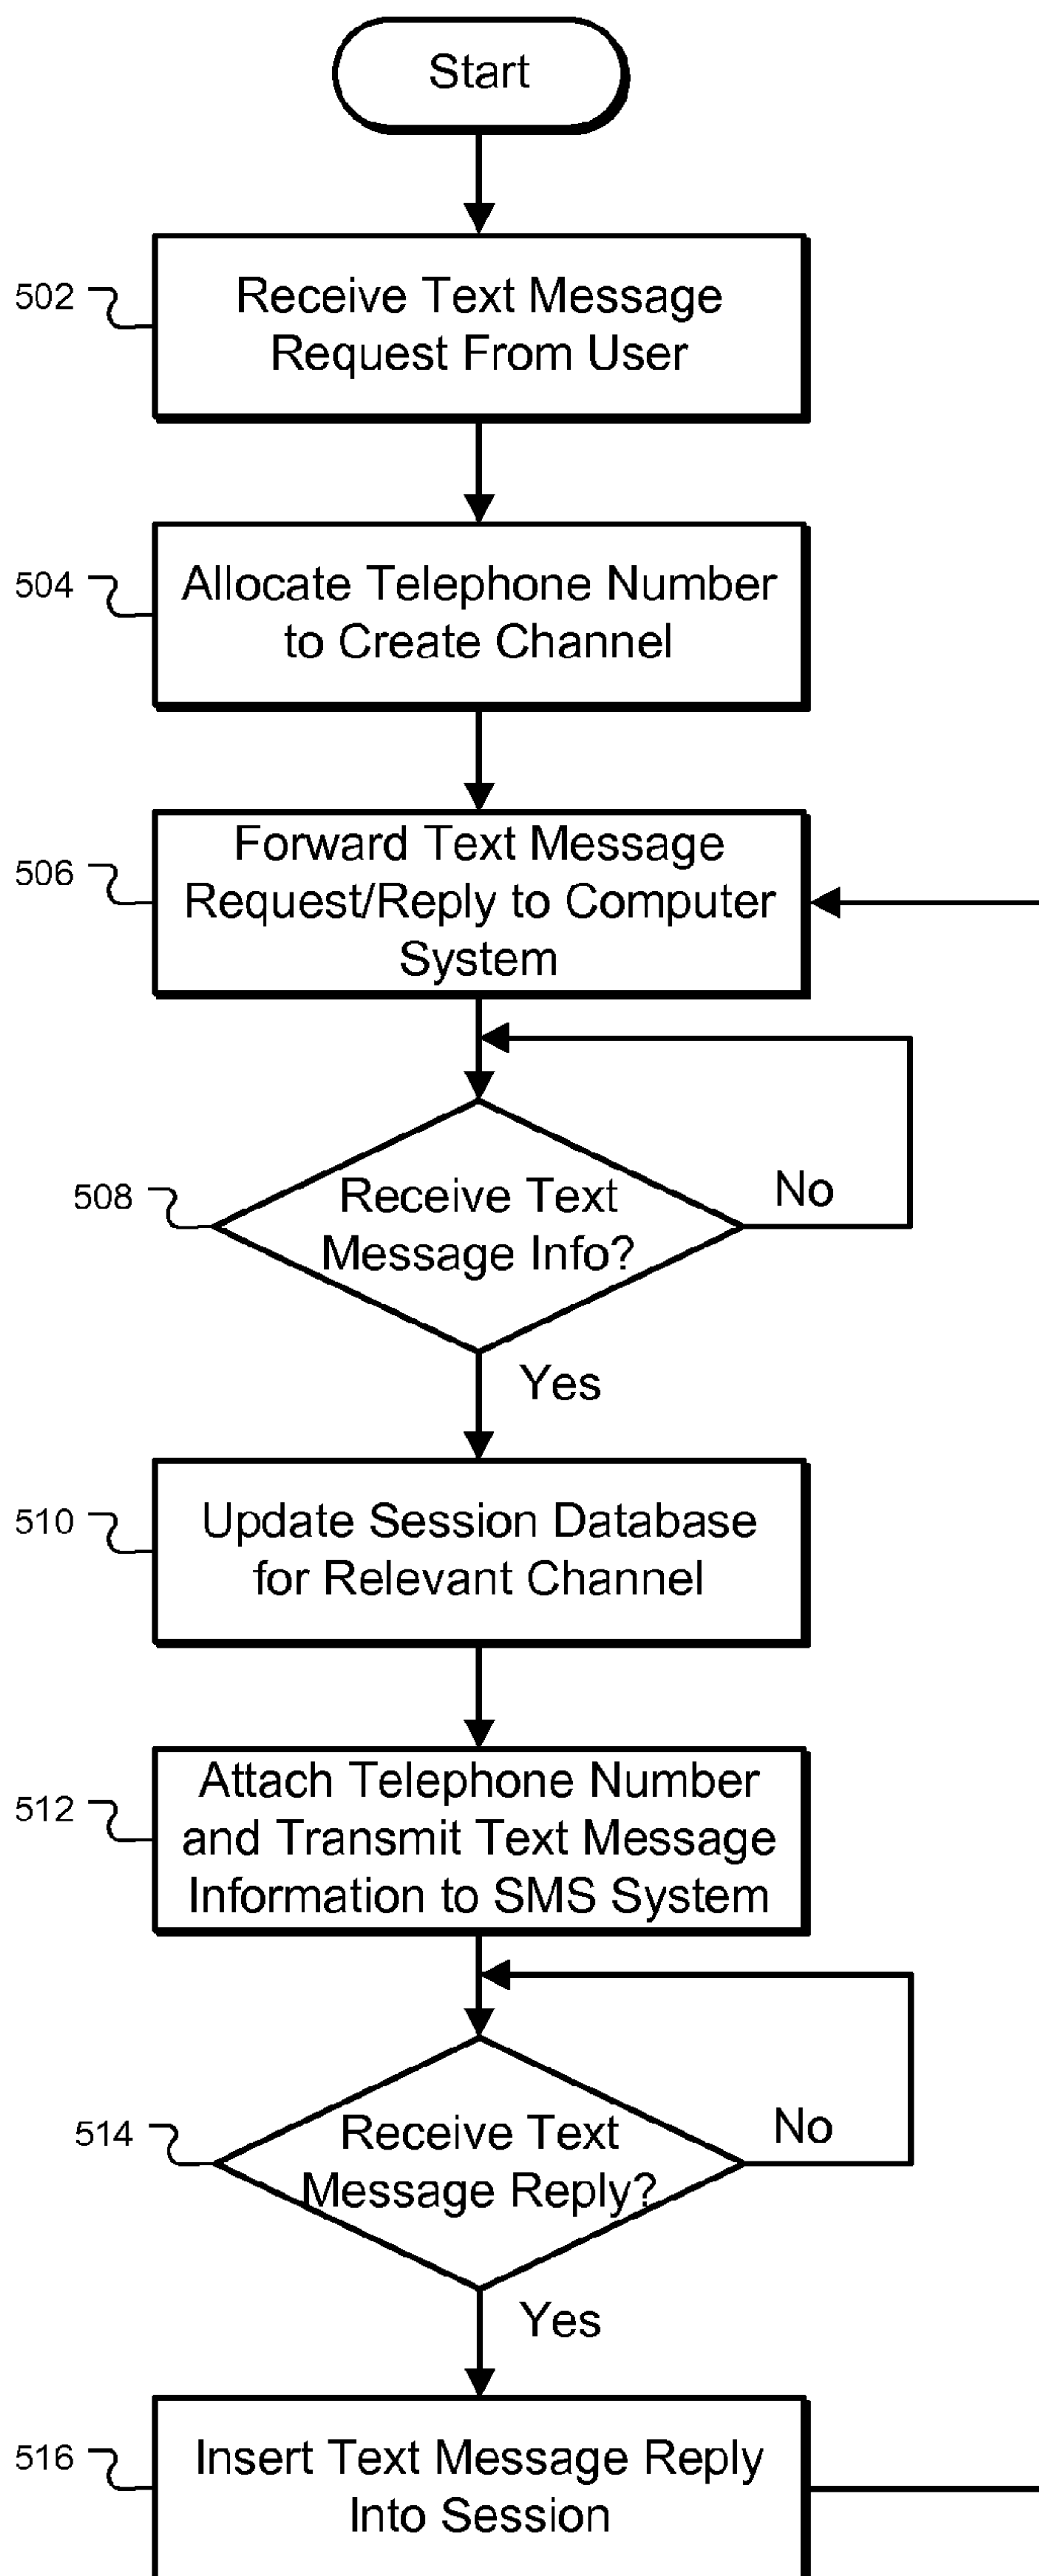 Start
502
Receive Text Message
Request From User
504
Allocate Telephone Number
to Create Channel
506
Forward Text Message
Request/Reply to Computer
System
508
Receive Text
Message Info?
No
Yes
510
Update Session Database
for Relevant Channel
512
Attach Telephone Number
and Transmit Text Message
Information to SMS System
514
Receive Text
Message Reply?
No
Yes
516
Insert Text Message Reply
Into Session